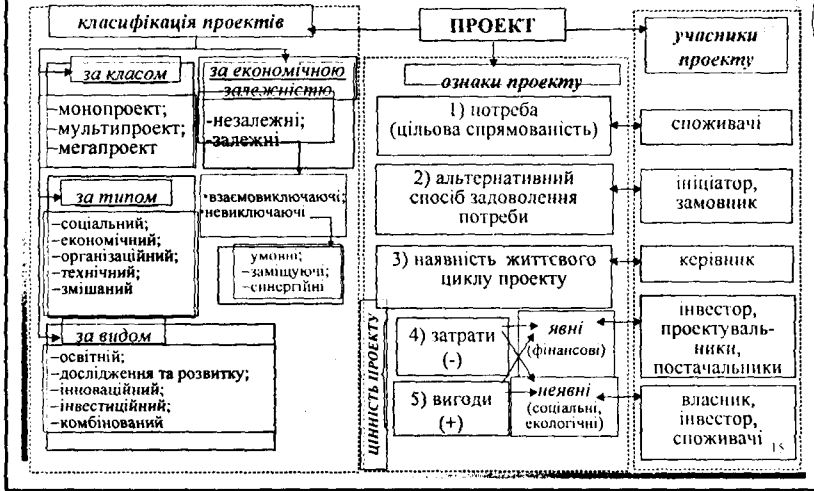 ПРОЕКТ
класифікація проектів
за класом
-монопроект;
-мультипроект;
-мегапроект
за економічною
залежністю
-незалежні;
-залежні
-взаємовиключаючі;
-невиключаючі
умовні;
-заміщуючі;
-синергійні
за типом
-соціальний;
-економічний;
-організаційний;
-технічний;
-змішаний
за видом
-освітній;
-дослідження та розвитку;
-інноваційний;
-інвестиційний;
-комбінований
ознаки проекту
1) потреба
(цільова спрямованість)
2) альтернативний
спосіб задоволення
потреби
3) наявність життєвого
циклу проекту
ЦІННІСТЬ ПРОЕКТУ
4) затрати
(-)
5) вигоди
(+)
явні
(фінансові)
неявні
(соціальні,
екологічні)
учасники
проекту
споживачі
ініціатор,
замовник
керівник
інвестор,
проектуваль-
ники,
постачальники
власник,
інвестор,
споживачі
15